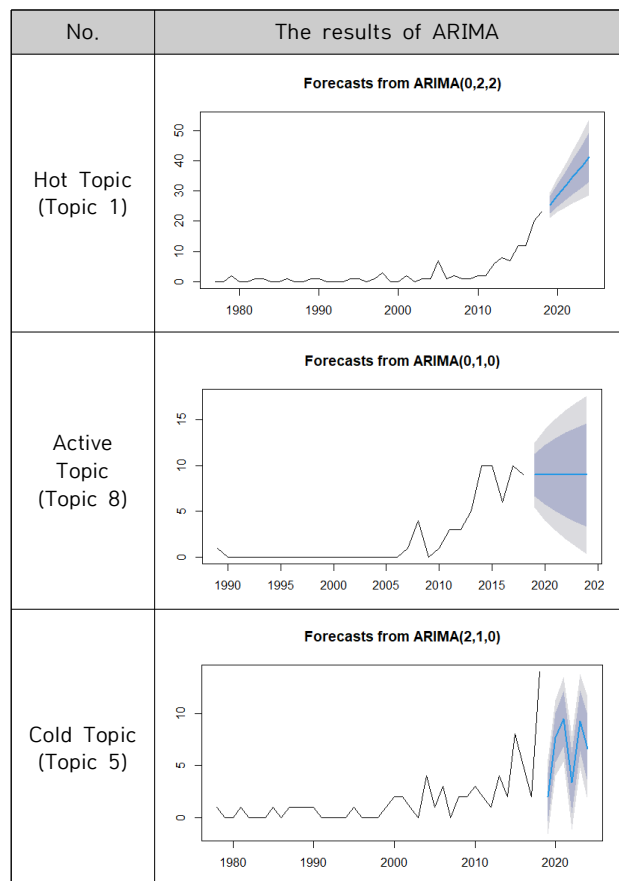 No.
The results of ARIMA
Hot Topic
(Topic 1)
Forecasts from ARIMA(0,2,2)
50
40
30
20
10
0
1980 1990 2000 2010 2020
Active
Topic
(Topic 8)
Forecasts from ARIMA(0,1,0)
15
10
5
0
1990 1995 2000 2005 2010 2015 2020 202
Cold Topic
(Topic 5)
Forecasts from ARIMA(2,1,0)
10
5
0
1980 1990 2000 2010 2020